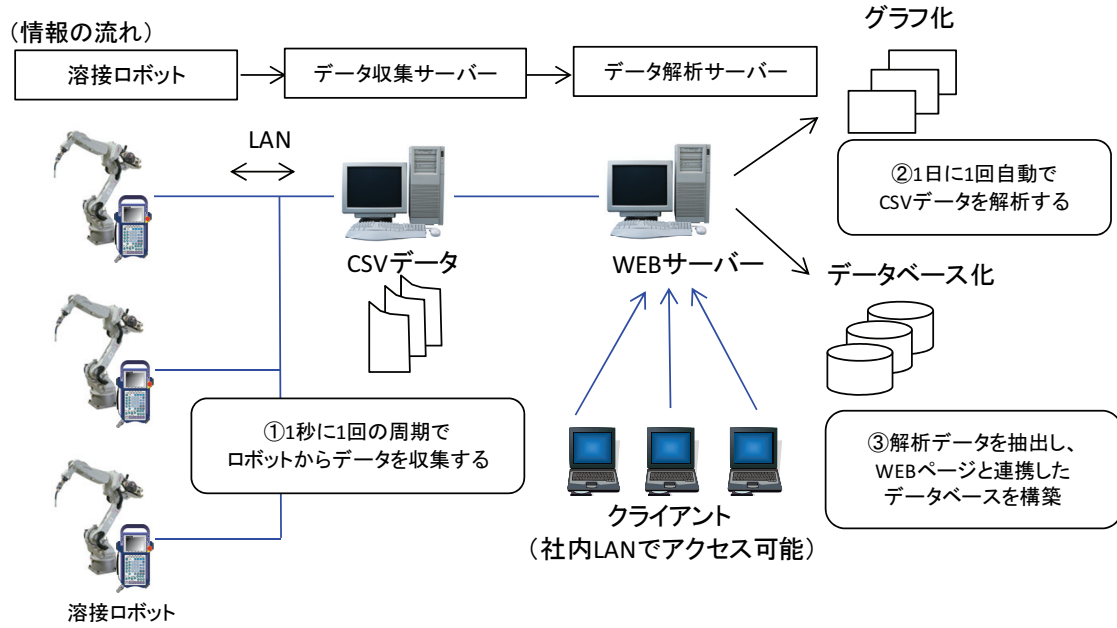 グラフ化
（情報の流れ）
溶接ロボット
データ収集サーバー
データ解析サーバー
LAN
②1日に1回自動で
CSVデータを解析する
CSVデータ
WEBサーバー
データベース化
①1秒に1回の周期で
ロボットからデータを収集する
③解析データを抽出し、
WEBページと連携した
データベースを構築
クライアント
（社内LANでアクセス可能）
溶接ロボット